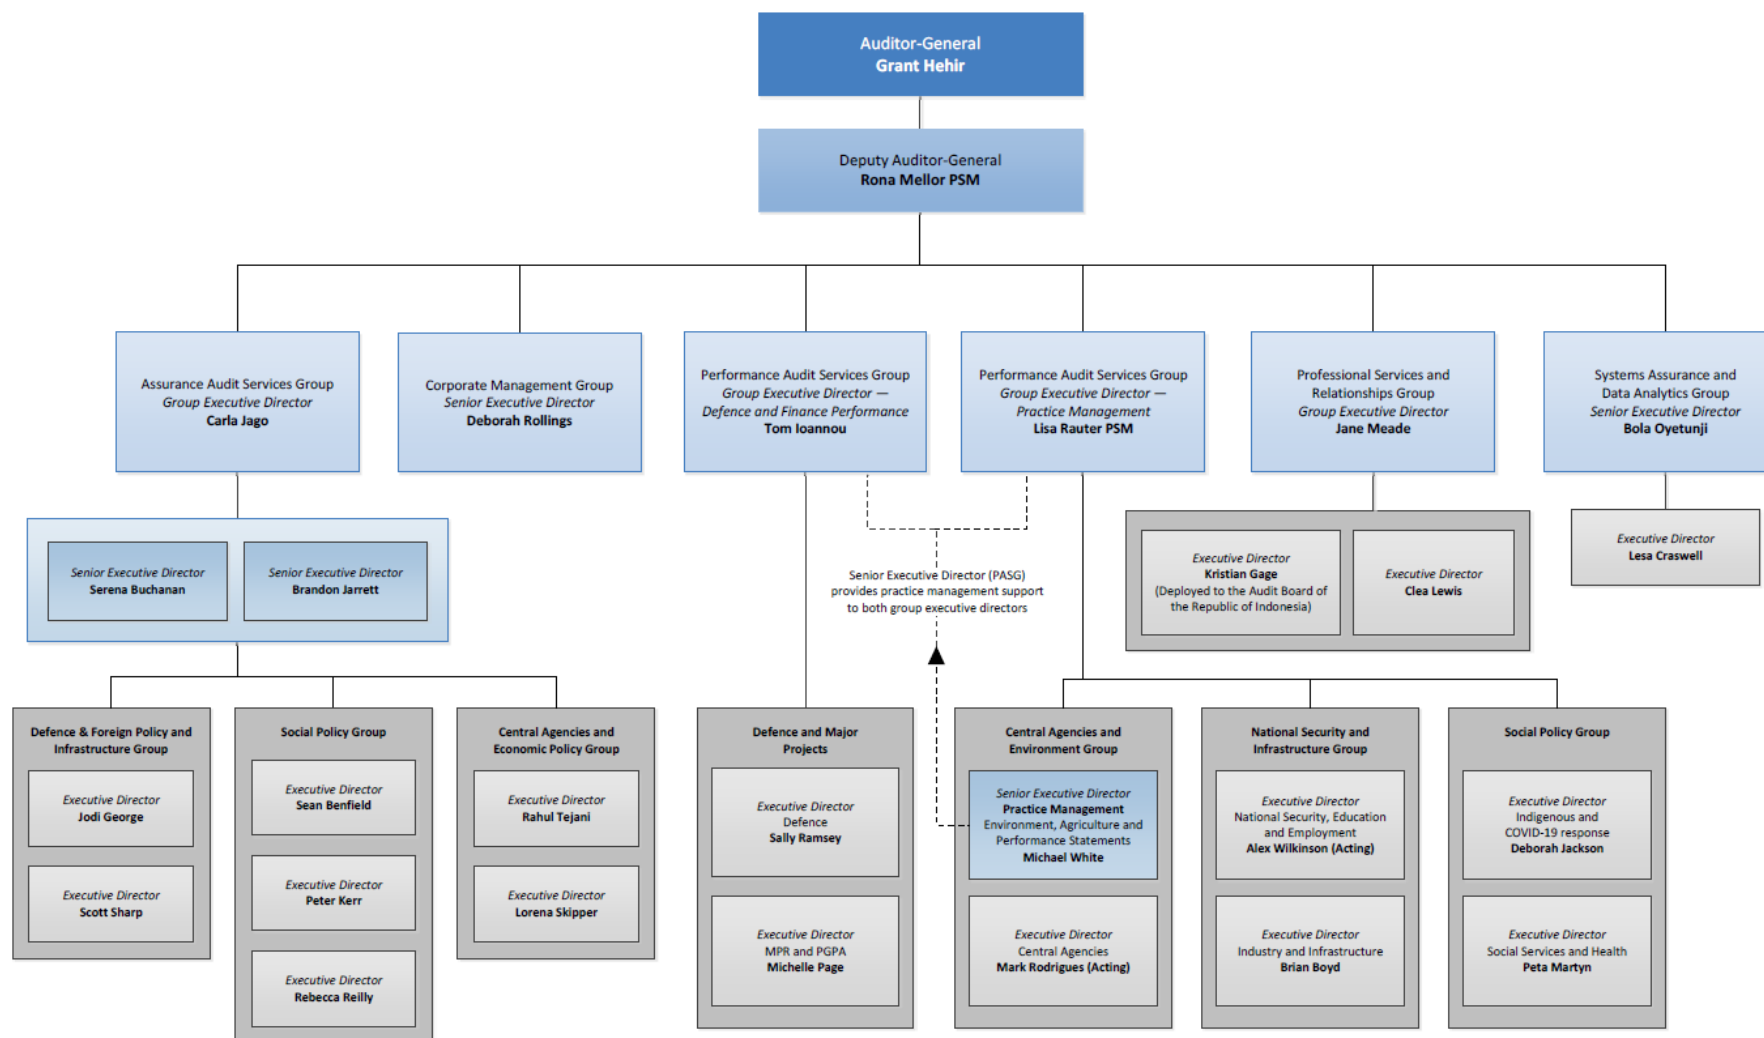 Auditor-General
Grant Hehir
Deputy Auditor-General
Rona Mellor PSM
Assurance Audit Services Group
Group Executive Director
Carla Jago
Corporate Management Group
Senior Executive Director
Deborah Rollings
Performance Audit Services Group
Group Executive Director —
Defence and Finance Performance
Tom Ioannou
Performance Audit Services Group
Group Executive Director —
Practice Management
Lisa Rauter PSM
Professional Services and
Relationships Group
Group Executive Director
Jane Meade
Systems Assurance and
Data Analytics Group
Senior Executive Director
Bola Oyetunji
Senior Executive Director
Serena Buchanan
Senior Executive Director
Brandon Jarrett
Senior Executive Director (PASG)
provides practice management support
to both group executive directors
Executive Director
Kristian Gage
(Deployed to the Audit Board of
the Republic of Indonesia)
Executive Director
Clea Lewis
Executive Director
Lesa Craswell
Defence & Foreign Policy and
Infrastructure Group
Executive Director
Jodi George
Executive Director
Scott Sharp
Social Policy Group
Executive Director
Sean Benfield
Executive Director
Peter Kerr
Executive Director
Rebecca Reilly
Central Agencies and
Economic Policy Group
Executive Director
Rahul Tejani
Executive Director
Lorena Skipper
Defence and Major
Projects
Executive Director
Defence
Sally Ramsey
Executive Director
MPR and PGPA
Michelle Page
Central Agencies and
Environment Group
Senior Executive Director
Practice Management
Environment, Agriculture and
Performance Statements
Michael White
Executive Director
Central Agencies
Mark Rodrigues (Acting)
National Security and
Infrastructure Group
Executive Director
National Security, Education
and Employment
Alex Wilkinson (Acting)
Executive Director
Industry and Infrastructure
Brian Boyd
Social Policy Group
Executive Director
Indigenous and
COVID-19 response
Deborah Jackson
Executive Director
Social Services and Health
Peta Martyn